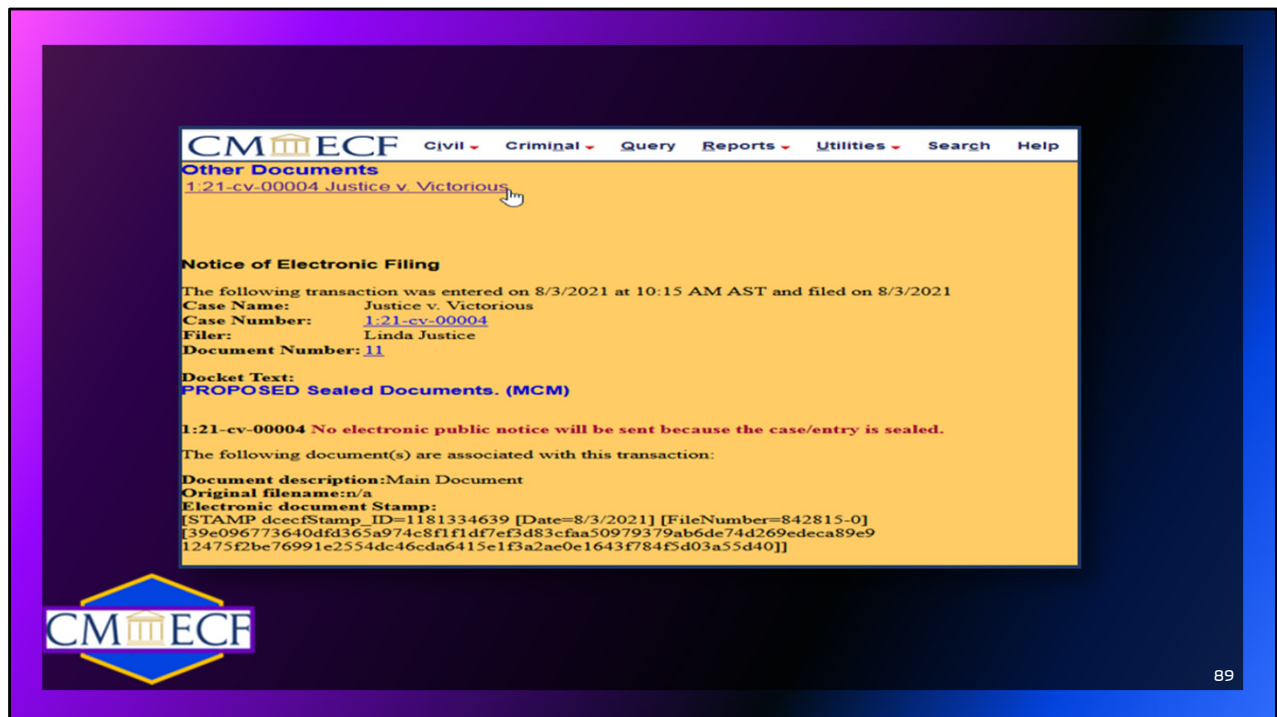 CM ECF Civil Criminal Query Reports Utilities Search Help
Other Documents
1:21-cv-00004 Justice v. Victorious
Notice of Electronic Filing
The following transaction was entered on 8/3/2021 at 10:15 AM AST and filed on 8/3/2021
Case Name: Justice v. Victorious
Case Number: 1:21-cv-00004
Filer: Linda Justice
Document Number: 11
Docket Text:
PROPOSED Sealed Documents. (MCM)
1:21-cv-00004 No electronic public notice will be sent because the case/entry is sealed.
The following document(s) are associated with this transaction:
Document description:Main Document
Original filename:n/a
Electronic document Stamp:
[STAMP dcecfStamp_ID=1181334639 [Date=8/3/2021] [FileNumber=842815-0]
[39e096773640dfd365a974c8f1f1df7ef3d83cfaa50979379ab6de74d269edeca89e9
12475f2be76991e2554dc46cda6415e1f3a2ae0e1643f784f5d03a55d40]]
CM ECF
89